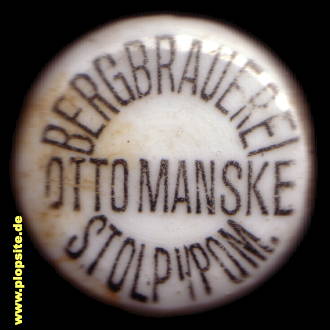 BERGBRAUEREI
OTTO MANSKE
STOLP i/POM.
www.plopsite.de